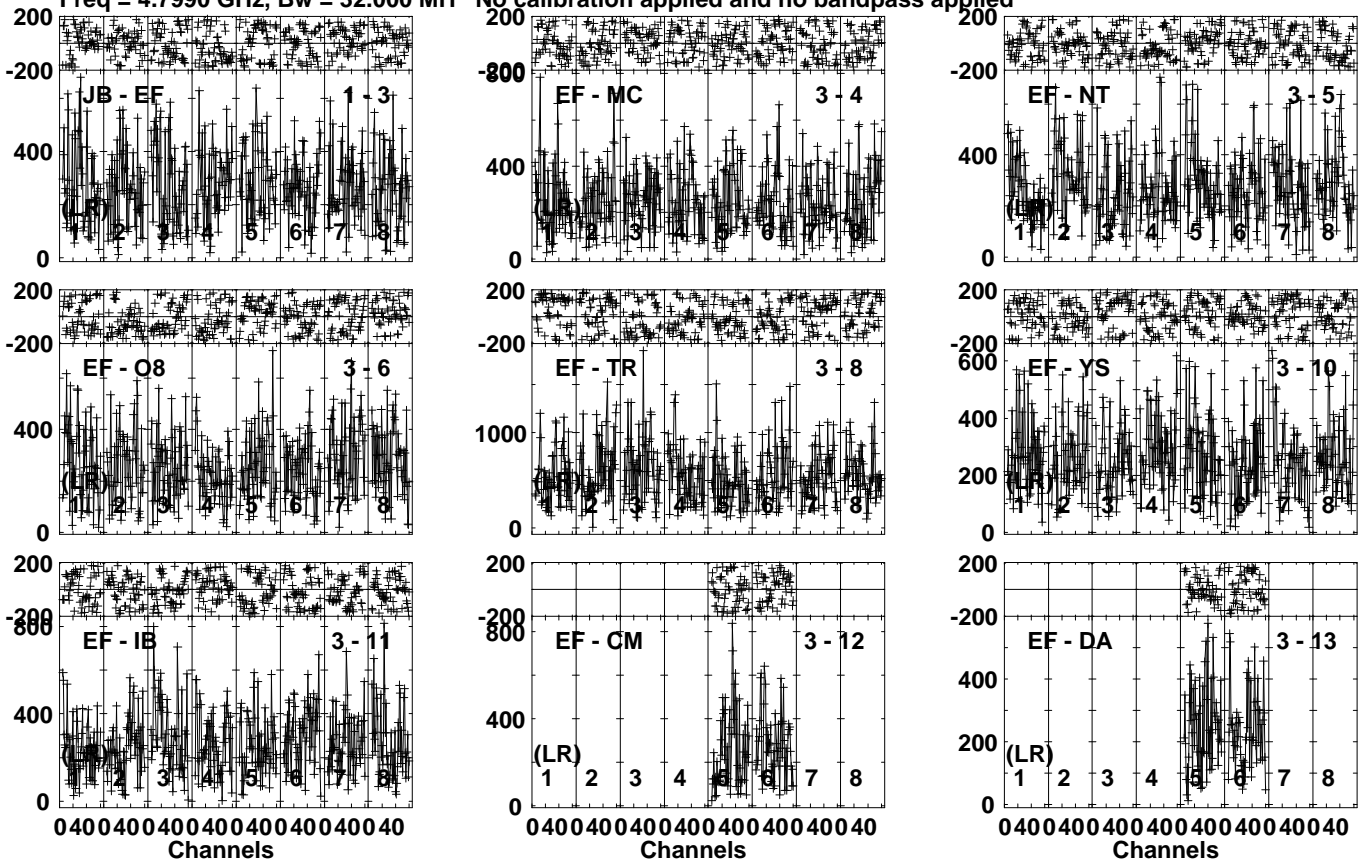 Freq = 4.7990 GHz, Bw = 32.000 MH No calibration applied and no bandpass applied
200 200 200
-200 -200 -200
800
JB - EF 1 - 3 EF - MC 3 - 4 EF - NT 3 - 5
400 400 400
(LR) (LR) (LR)
1 2 3 4 5 6 7 8 1 2 3 4 5 6 7 8 1 2 3 4 5 6 7 8
0 0 0
200 200 200
-200 -200 -200
600
EF - O8 3 - 6 EF - TR 3 - 8 EF - YS 3 - 10
400 1000 400
200
(LR) (LR) (LR)
1 2 3 4 5 6 7 8 1 2 3 4 5 6 7 8 1 2 3 4 5 6 7 8
0 0 0
200 200 200
-200 -200 -200
800 800
EF - IB 3 - 11 EF - CM 3 - 12 EF - DA 3 - 13
400 400 400
200
(LR) (LR) (LR)
1 2 3 4 5 6 7 8 1 2 3 4 5 6 7 8 1 2 3 4 5 6 7 8
0 0 0
0 40 0 40 0 40 0 40 0 40 0 40 0 40 0 40 0 40 0 40 0 40 0 40 0 40 0 40 0 40 0 40 0 40 0 40 0 40 0 40 0 40 0 40 0 40 0 40
Channels Channels Channels